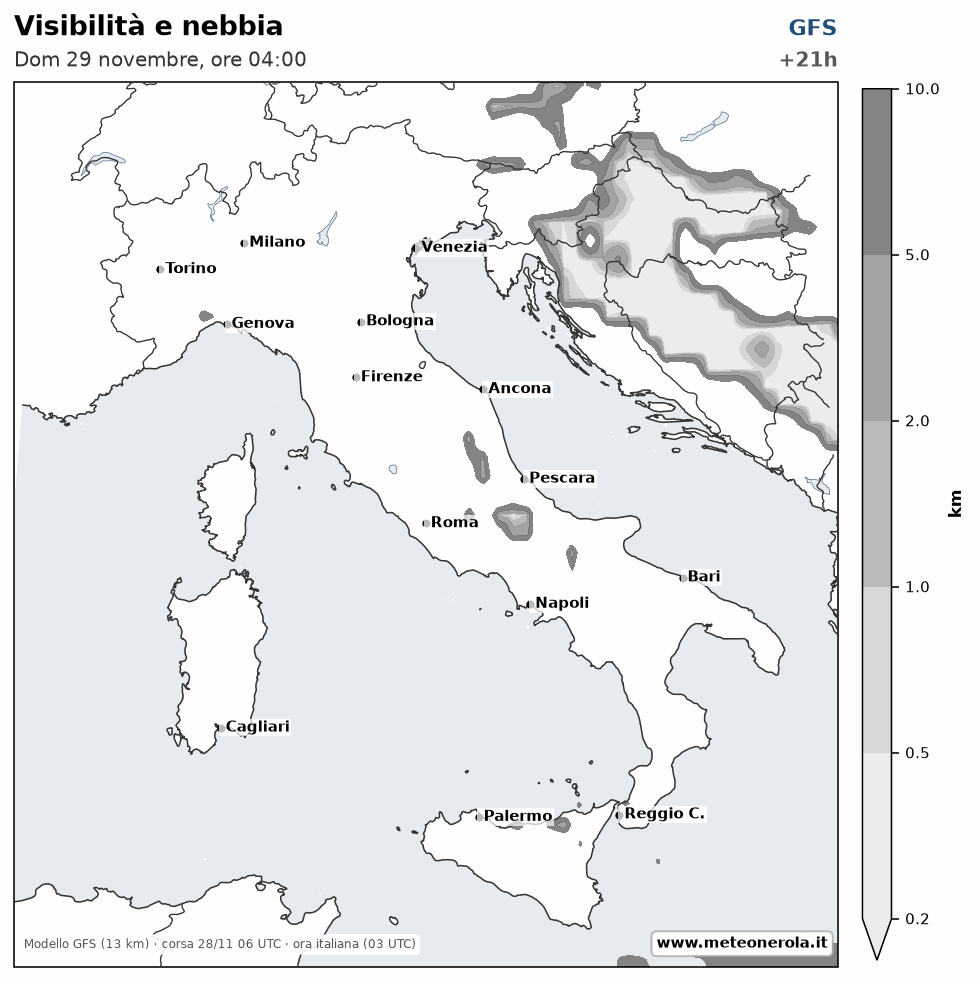 Visibilità e nebbia
GFS
Dom 29 novembre, ore 04:00
+21h
10.0
5.0
2.0
1.0
0.5
0.2
km
Milano
Venezia
Torino
Genova
Bologna
Firenze
Ancona
Pescara
Roma
Bari
Napoli
Cagliari
Palermo
Reggio C.
Modello GFS (13 km) · corsa 28/11 06 UTC · ora italiana (03 UTC)
www.meteonerola.it